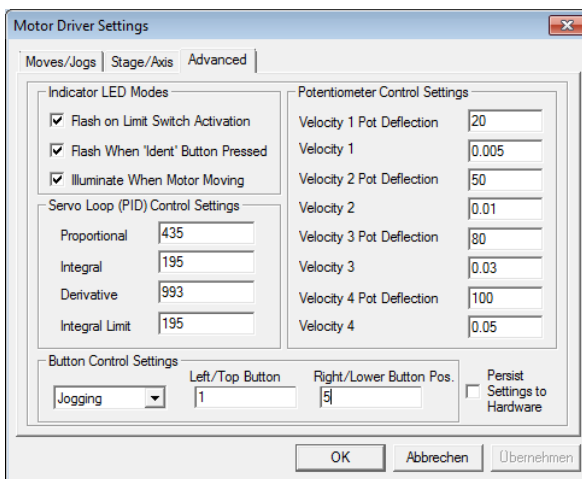 Motor Driver Settings
Moves/Jogs Stage/Axis Advanced
Indicator LED Modes
Flash on Limit Switch Activation
Flash When 'Ident' Button Pressed
Illuminate When Motor Moving
Servo Loop (PID) Control Settings
Proportional 435
Integral 195
Derivative 993
Integral Limit 195
Potentiometer Control Settings
Velocity 1 Pot Deflection 20
Velocity 1 0.005
Velocity 2 Pot Deflection 50
Velocity 2 0.01
Velocity 3 Pot Deflection 80
Velocity 3 0.03
Velocity 4 Pot Deflection 100
Velocity 4 0.05
Button Control Settings
Jogging
Left/Top Button
1
Right/Lower Button Pos.
5
Persist
Settings to
Hardware
OK Abbrechen Übernehmen